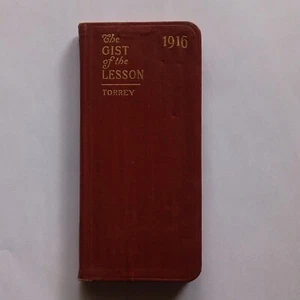 The 1916
GIST
of the
LESSON
TORREY